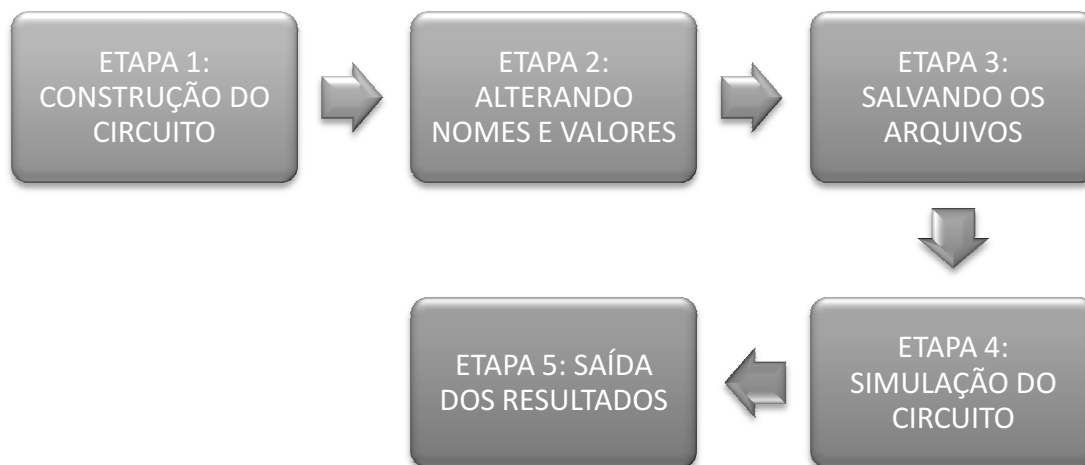 ETAPA 1:
CONSTRUÇÃO DO
CIRCUITO
ETAPA 2:
ALTERANDO
NOMES E VALORES
ETAPA 3:
SALVANDO OS
ARQUIVOS
ETAPA 4:
SIMULAÇÃO DO
CIRCUITO
ETAPA 5: SAÍDA
DOS RESULTADOS